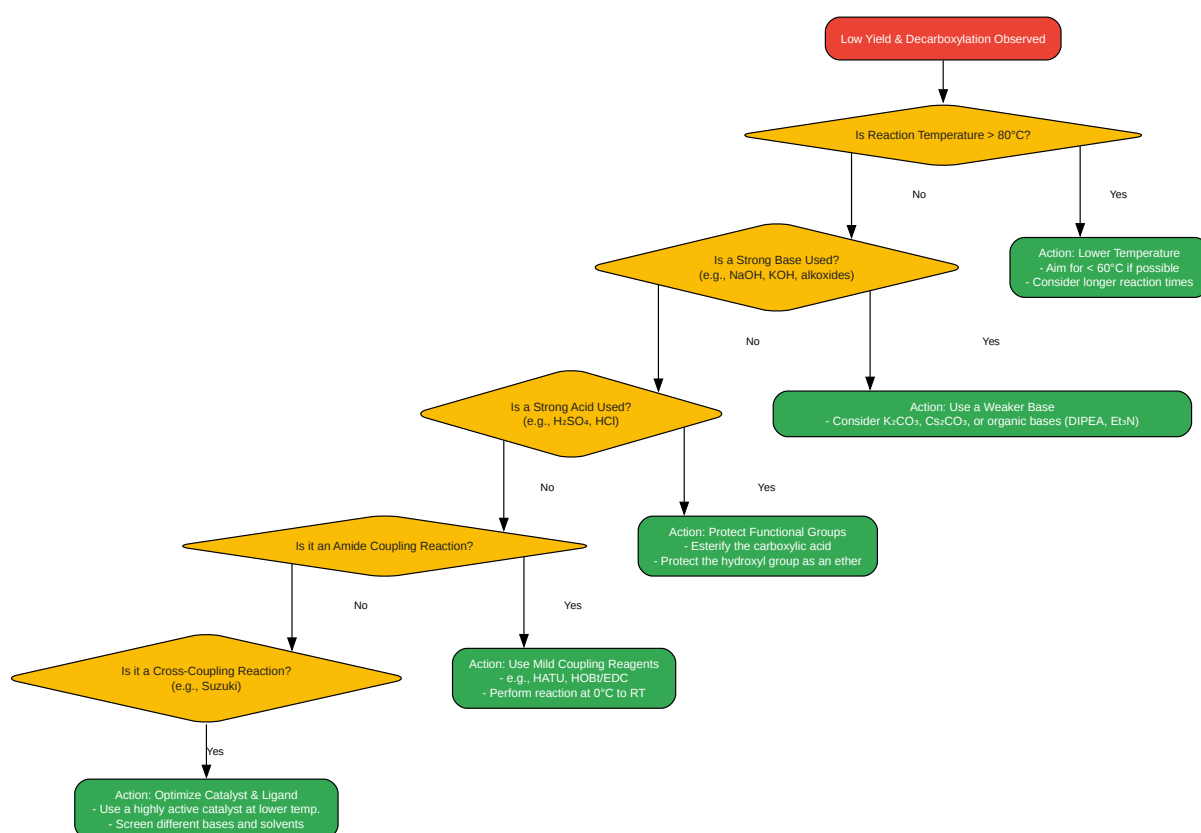 Low Yield & Decarboxylation Observed
Is Reaction Temperature > 80°C?
No
Yes
Is a Strong Base Used?
(e.g., NaOH, KOH, alkoxides)
Action: Lower Temperature
- Aim for < 60°C if possible
- Consider longer reaction times
No
Yes
Is a Strong Acid Used?
(e.g., H₂SO₄, HCl)
Action: Use a Weaker Base
- Consider K₂CO₃, Cs₂CO₃, or organic bases (DIPEA, Et₃N)
No
Yes
Is it an Amide Coupling Reaction?
Action: Protect Functional Groups
- Esterify the carboxylic acid
- Protect the hydroxyl group as an ether
No
Yes
Is it a Cross-Coupling Reaction?
(e.g., Suzuki)
Action: Use Mild Coupling Reagents
- e.g., HATU, HOBt/EDC
- Perform reaction at 0°C to RT
Yes
Action: Optimize Catalyst & Ligand
- Use a highly active catalyst at lower temp.
- Screen different bases and solvents